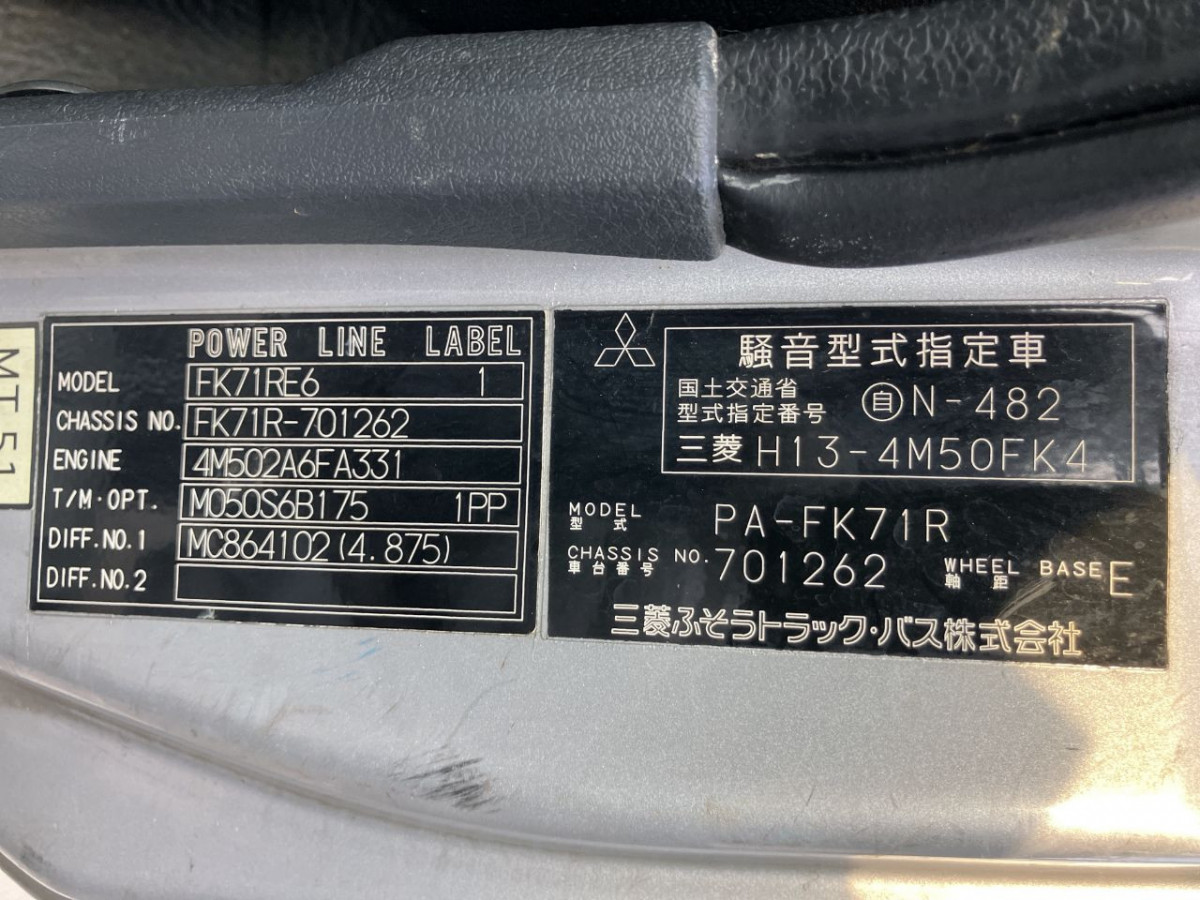 MT 51
POWER LINE LABEL
MODEL FK71RE6 1
CHASSIS NO. FK71R-701262
ENGINE 4M502A6FA331
T/M・OPT. M050S6B175 1PP
DIFF.NO.1 MC864102(4.875)
DIFF.NO.2
騒音型式指定車
国土交通省
型式指定番号 自N-482
三菱 H13-4M50FK4
MODEL
型式 PA-FK71R
CHASSIS NO.
車台番号 701262
WHEEL BASE
軸距 E
三菱ふそうトラック・バス株式会社